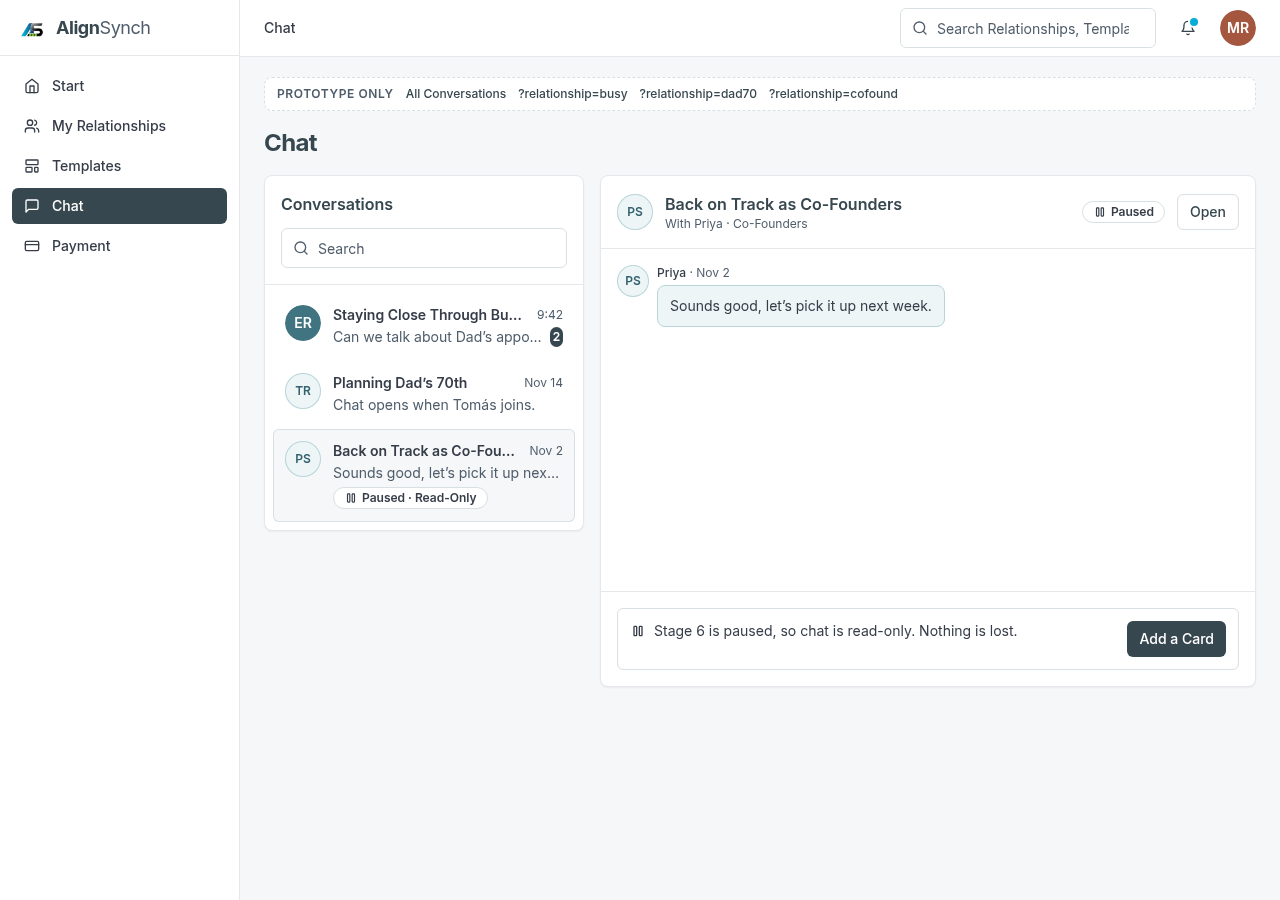 AlignSynch
Chat
Search Relationships, Templa
MR
Start
My Relationships
Templates
Chat
Payment
PROTOTYPE ONLY All Conversations ?relationship=busy ?relationship=dad70 ?relationship=cofound
Chat
Conversations
Search
ER
Staying Close Through Bu... 9:42
Can we talk about Dad’s appo... 2
TR
Planning Dad’s 70th Nov 14
Chat opens when Tomás joins.
PS
Back on Track as Co-Fou... Nov 2
Sounds good, let’s pick it up nex...
Paused · Read-Only
PS
Back on Track as Co-Founders
With Priya · Co-Founders
Paused
Open
PS
Priya · Nov 2
Sounds good, let’s pick it up next week.
Stage 6 is paused, so chat is read-only. Nothing is lost.
Add a Card